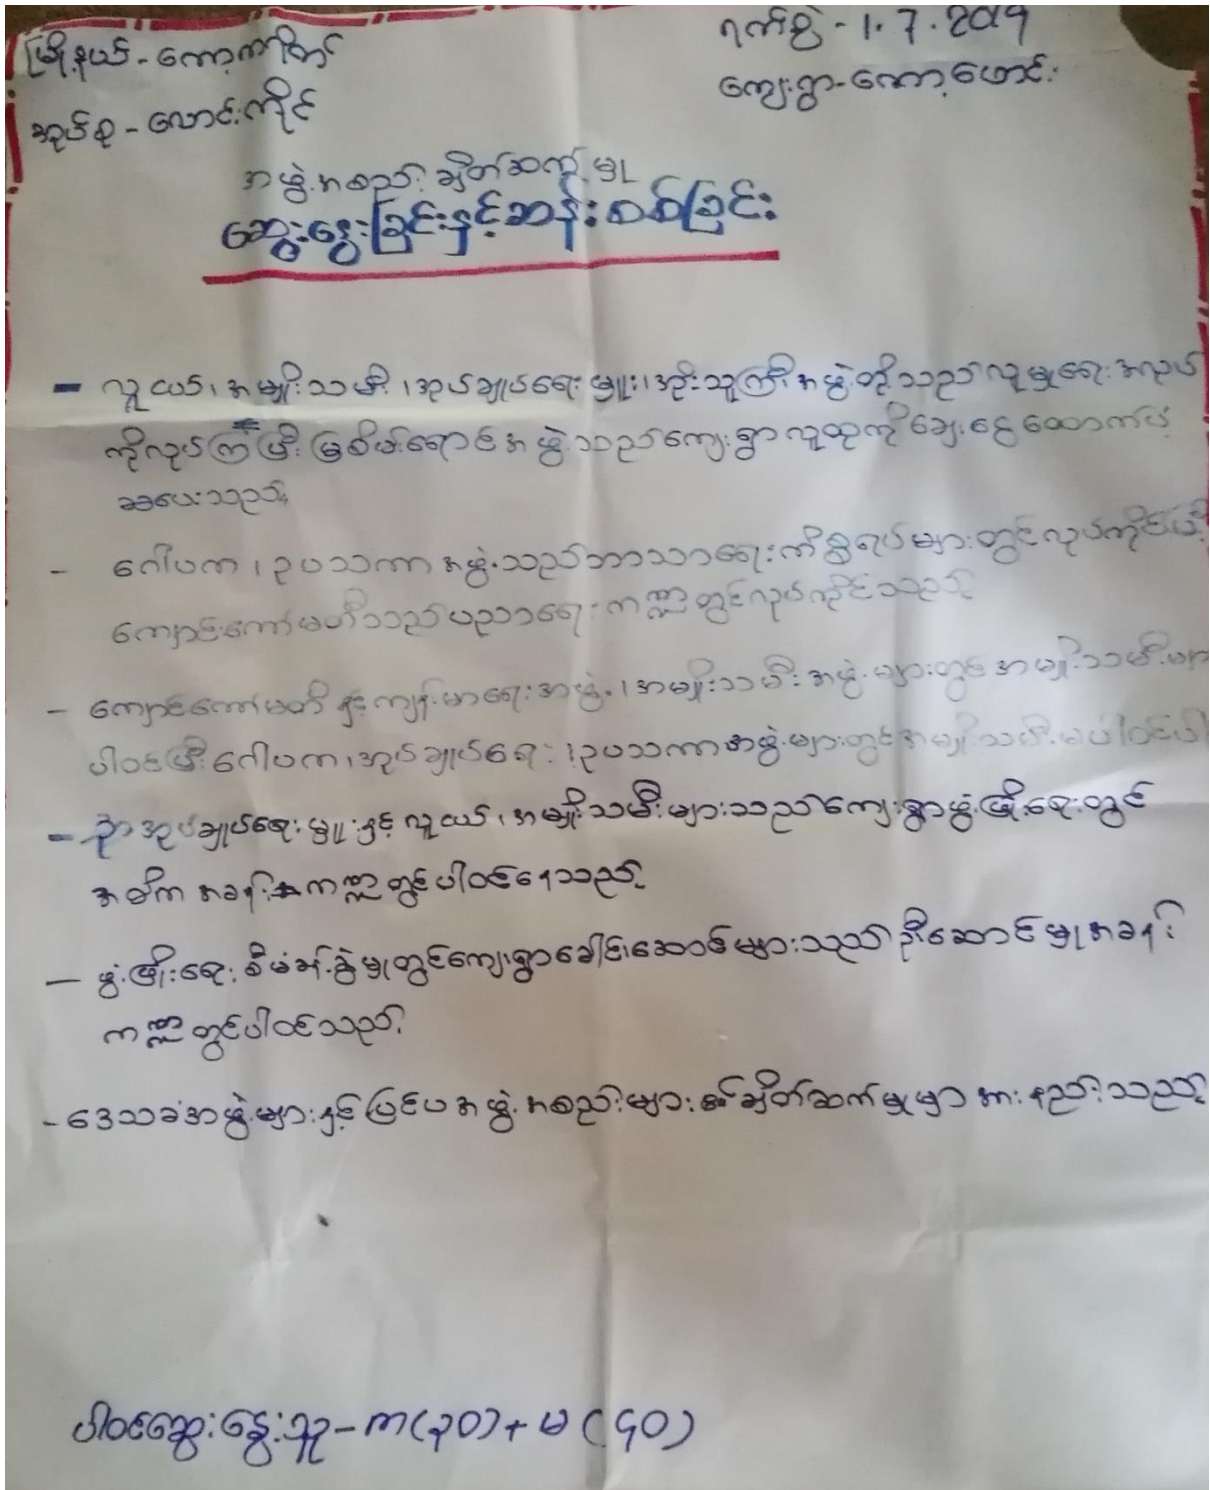 မြို့နယ် - ကော့ကရိတ် ရက်စွဲ - 1.7.2019
အုပ်စု - လောင်းကိုင် ကျေးရွာ - ကော့ဖောင်း
အဖွဲ့အစည်းချိတ်ဆက်မှု
ဆွေးနွေးခြင်းနှင့်ဆန်းစစ်ခြင်း
- လူငယ်၊ အမျိုးသမီး၊ အုပ်ချုပ်ရေးမှူး၊ အကြီး အဖွဲ့တို့သည်လူမှုရေးအလုပ်
ကိုလုပ်ကြပြီး မြစိမ်းရောင်အဖွဲ့သည်ကျေးရွာလူထုကိုချေးငွေထောက်ပံ့
ပေးသည်။
- ဂေါပက၊ ဥပသကာအဖွဲ့သည်ဘာသာရေးကိစ္စရပ်များတွင်လုပ်ကိုင်ပြီး
ကျောင်းကော်မတီသည်ပညာရေးကဏ္ဍတွင်လုပ်ကိုင်သည်။
- ကျောင်းကော်မတီနှင့်ကျန်းမာရေးအဖွဲ့၊ အမျိုးသမီးအဖွဲ့များတွင်အမျိုးသမီးများ
ပါဝင်ပြီးဂေါပက၊ အုပ်ချုပ်ရေး၊ ဥပသကာအဖွဲ့များတွင်အမျိုးသမီးမပါဝင်ပါ
- အုပ်ချုပ်ရေးမှူးနှင့်လူငယ်၊ အမျိုးသမီးများသည်ကျေးရွာဖွံ့ဖြိုးရေးတွင်
အဓိကအခန်းကဏ္ဍတွင်ပါဝင်နေသည်။
- ဖွံ့ဖြိုးရေးစီမံခန့်ခွဲမှုတွင်ကျေးရွာခေါင်းဆောင်များသည်ဦးဆောင်မှုအခန်း
ကဏ္ဍတွင်ပါဝင်သည်။
- ဒေသခံအဖွဲ့များနှင့်ပြင်ပအဖွဲ့အစည်းများ ချိတ်ဆက်မှုမှာအားနည်းသည်။
ပါဝင်ဆွေးနွေးသူ - ကျ(၃၀) + မ (၄၀)